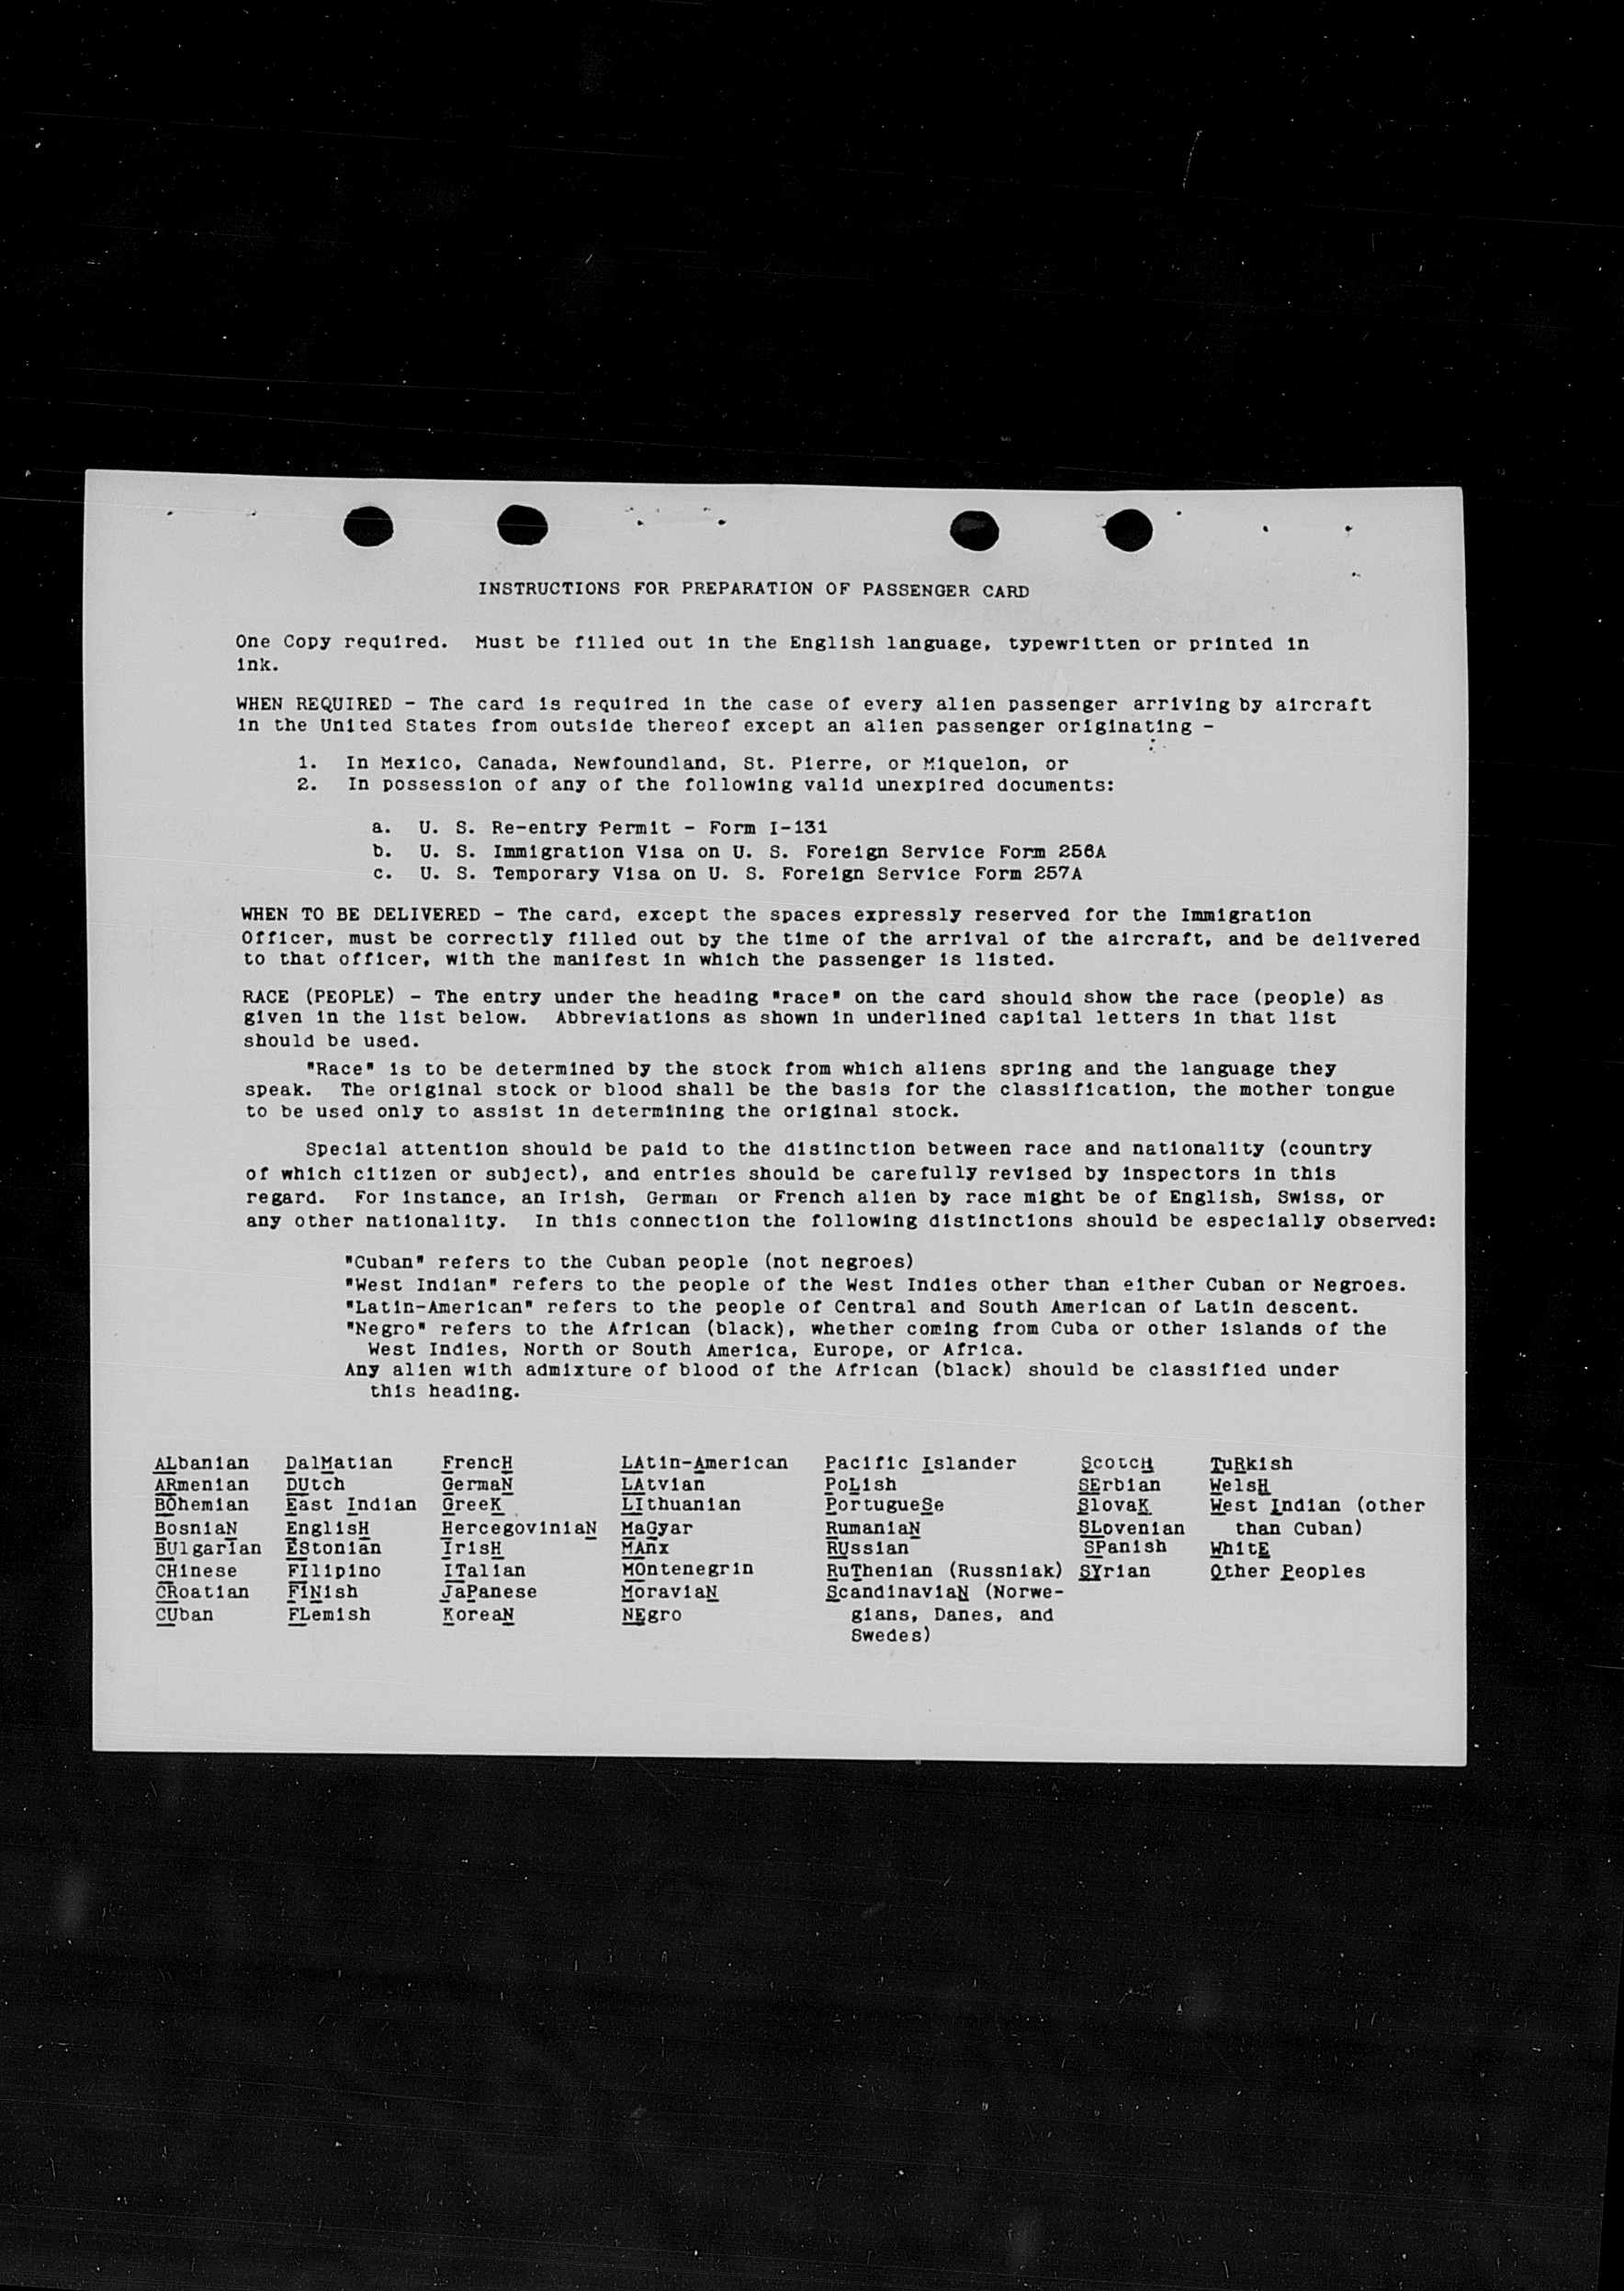 INSTRUCTIONS FOR PREPARATION OF PASSENGER CARD
One Copy required. Must be filled out in the English language, typewritten or printed in
ink.
WHEN REQUIRED - The card is required in the case of every alien passenger arriving by aircraft
in the United States from outside thereof except an alien passenger originating -
1. In Mexico, Canada, Newfoundland, St. Pierre, or Miquelon, or
2. In possession of any of the following valid unexpired documents:
a. U. S. Re-entry Permit - Form I-131
b. U. S. Immigration Visa on U. S. Foreign Service Form 256A
c. U. S. Temporary Visa on U. S. Foreign Service Form 257A
WHEN TO BE DELIVERED - The card, except the spaces expressly reserved for the Immigration
Officer, must be correctly filled out by the time of the arrival of the aircraft, and be delivered
to that officer, with the manifest in which the passenger is listed.
RACE (PEOPLE) - The entry under the heading "race" on the card should show the race (people) as
given in the list below. Abbreviations as shown in underlined capital letters in that list
should be used.
"Race" is to be determined by the stock from which aliens spring and the language they
speak. The original stock or blood shall be the basis for the classification, the mother tongue
to be used only to assist in determining the original stock.
Special attention should be paid to the distinction between race and nationality (country
of which citizen or subject), and entries should be carefully revised by inspectors in this
regard. For instance, an Irish, German or French alien by race might be of English, Swiss, or
any other nationality. In this connection the following distinctions should be especially observed:
"Cuban" refers to the Cuban people (not negroes)
"West Indian" refers to the people of the West Indies other than either Cuban or Negroes.
"Latin-American" refers to the people of Central and South American of Latin descent.
"Negro" refers to the African (black), whether coming from Cuba or other islands of the
West Indies, North or South America, Europe, or Africa.
Any alien with admixture of blood of the African (black) should be classified under
this heading.
ALbanian DalMatian FrencH LAtin-American Pacific Islander ScotcH TuRkish
ARmenian DUtch GermaN LAtvian PoLish SErbian WelsH
BOhemian East Indian GreeK LIthuanian PortugueSe SlovaK West Indian (other
BosniaN EnglisH HercegoviniaN MaGyar RumaniaN SLovenian than Cuban)
BUlgarian EStonian IrisH MAnx RUssian SPanish WhitE
CHinese FIlipino ITalian MOntenegrin RuThenian (Russniak) SYrian Other Peoples
CRoatian FiNish JaPanese MoraviaN ScandinaviaN (Norwe-
CUban FLemish KoreaN NEgro gians, Danes, and
Swedes)